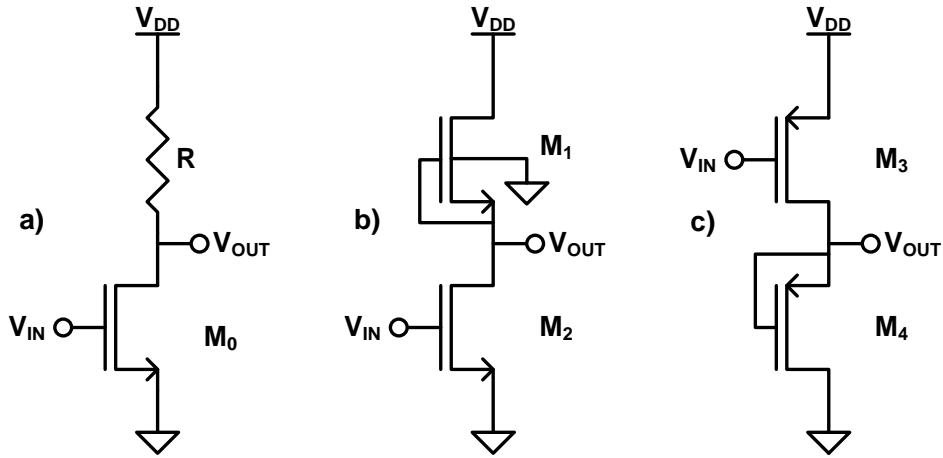 V_DD
R
a)
V_OUT
V_IN
M_0
V_DD
M_1
b)
V_OUT
V_IN
M_2
V_DD
V_IN
M_3
c)
V_OUT
M_4